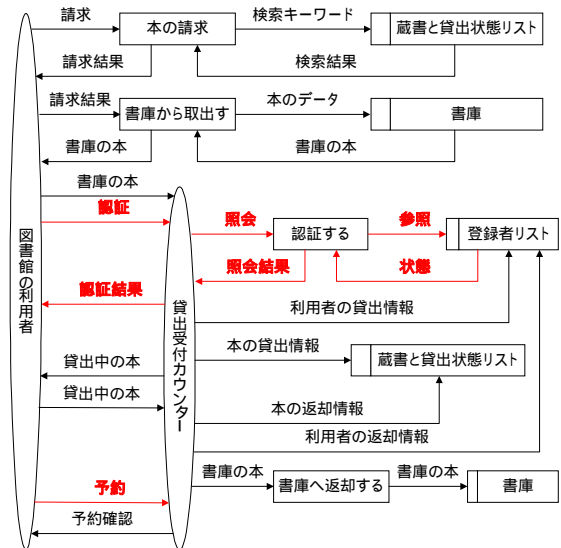 請求
本の請求
検索キーワード
蔵書と貸出状態リスト
請求結果
検索結果
請求結果
書庫から取出す
本のデータ
書庫
書庫の本
書庫の本
書庫の本
認証
照会
認証する
参照
登録者リスト
照会結果
状態
認証結果
利用者の貸出情報
図書館の利用者
貸出受付カウンター
本の貸出情報
蔵書と貸出状態リスト
貸出中の本
貸出中の本
本の返却情報
利用者の返却情報
書庫の本
書庫へ返却する
書庫の本
書庫
予約
予約確認